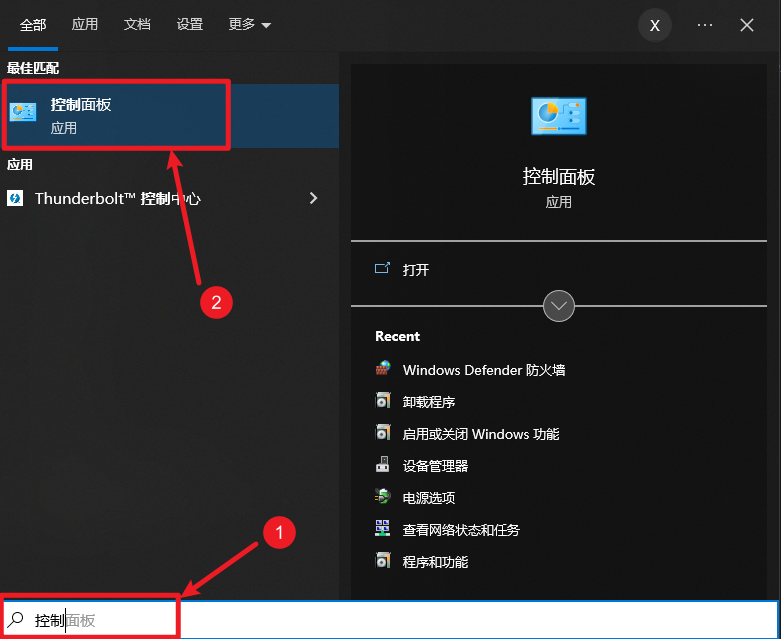 全部 应用 文档 设置 更多 X ···
最佳匹配
控制面板
应用
应用
Thunderbolt™ 控制中心
2
1
控制面板
控制面板
应用
打开
Recent
Windows Defender 防火墙
卸载程序
启用或关闭 Windows 功能
设备管理器
电源选项
查看网络状态和任务
程序和功能